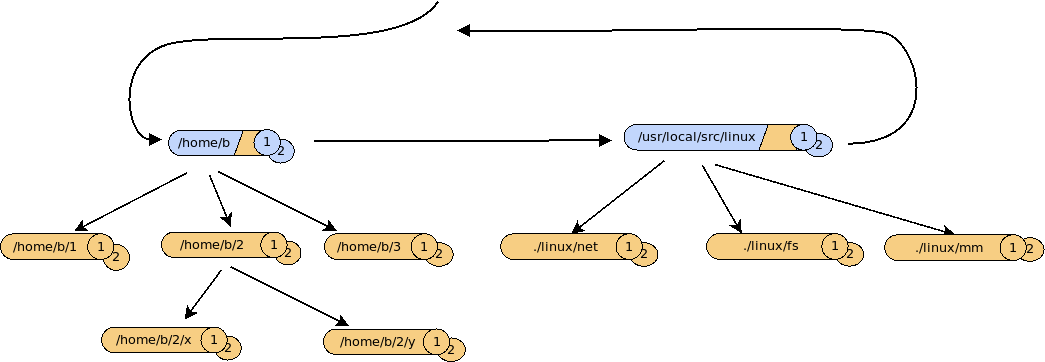 /home/b 1 2
/usr/local/src/linux 1 2
/home/b/1 1 2
/home/b/2 1 2
/home/b/3 1 2
./linux/net 1 2
./linux/fs 1 2
./linux/mm 1 2
/home/b/2/x 1 2
/home/b/2/y 1 2